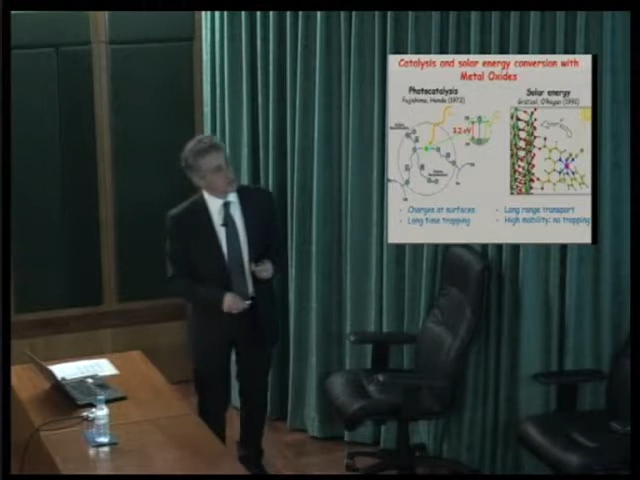 Catalysis and solar energy conversion with
Metal Oxides
Photocatalysis
Fujishima, Honda (1972)
Solar energy
Gratzel, O'Regan (1991)
3.2 eV
- Charges at surfaces
- Long time trapping
- Long range transport
- High mobility: no trapping